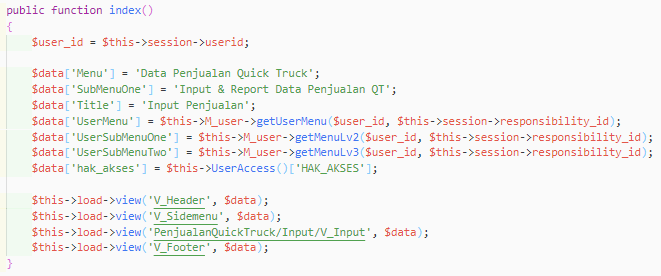 public function index()
{
$user_id = $this->session->userid;
$data['Menu'] = 'Data Penjualan Quick Truck';
$data['SubMenuOne'] = 'Input & Report Data Penjualan QT';
$data['Title'] = 'Input Penjualan';
$data['UserMenu'] = $this->M_user->getUserMenu($user_id, $this->session->responsibility_id);
$data['UserSubMenuOne'] = $this->M_user->getMenuLv2($user_id, $this->session->responsibility_id);
$data['UserSubMenuTwo'] = $this->M_user->getMenuLv3($user_id, $this->session->responsibility_id);
$data['hak_akses'] = $this->UserAccess()['HAK_AKSES'];
$this->load->view('V_Header', $data);
$this->load->view('V_Sidemenu', $data);
$this->load->view('PenjualanQuickTruck/Input/V_Input', $data);
$this->load->view('V_Footer', $data);
}